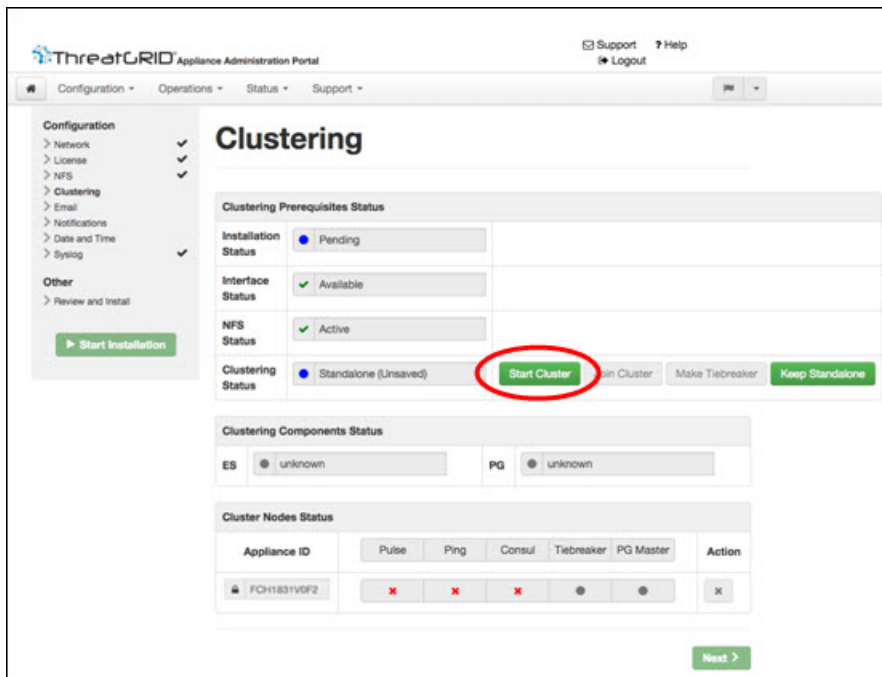 ThreatGRID Appliance Administration Portal
Support ? Help
Logout
Configuration Operations Status Support
Configuration
Network
License
NFS
Clustering
Email
Notifications
Date and Time
Syslog
Other
Review and Install
Start Installation
Clustering
Clustering Prerequisites Status
Installation Status Pending
Interface Status Available
NFS Status Active
Clustering Status Standalone (Unsaved) Start Cluster Join Cluster Make Tiebreaker Keep Standalone
Clustering Components Status
ES unknown PG unknown
Cluster Nodes Status
Appliance ID Pulse Ping Consul Tiebreaker PG Master Action
FCH1831V0F2
Next